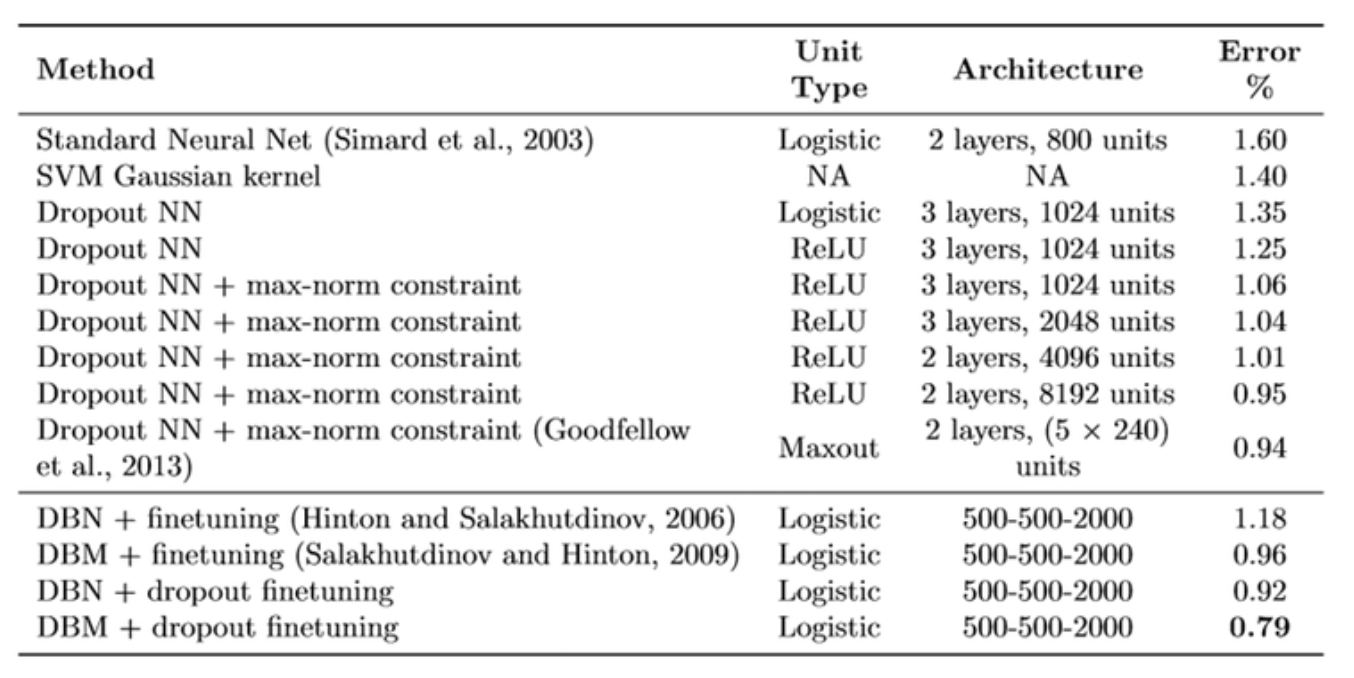 Method Unit Type Architecture Error %
Standard Neural Net (Simard et al., 2003) Logistic 2 layers, 800 units 1.60
SVM Gaussian kernel NA NA 1.40
Dropout NN Logistic 3 layers, 1024 units 1.35
Dropout NN ReLU 3 layers, 1024 units 1.25
Dropout NN + max-norm constraint ReLU 3 layers, 1024 units 1.06
Dropout NN + max-norm constraint ReLU 3 layers, 2048 units 1.04
Dropout NN + max-norm constraint ReLU 2 layers, 4096 units 1.01
Dropout NN + max-norm constraint ReLU 2 layers, 8192 units 0.95
Dropout NN + max-norm constraint (Goodfellow et al., 2013) Maxout 2 layers, (5 × 240) units 0.94
DBN + finetuning (Hinton and Salakhutdinov, 2006) Logistic 500-500-2000 1.18
DBM + finetuning (Salakhutdinov and Hinton, 2009) Logistic 500-500-2000 0.96
DBN + dropout finetuning Logistic 500-500-2000 0.92
DBM + dropout finetuning Logistic 500-500-2000 0.79